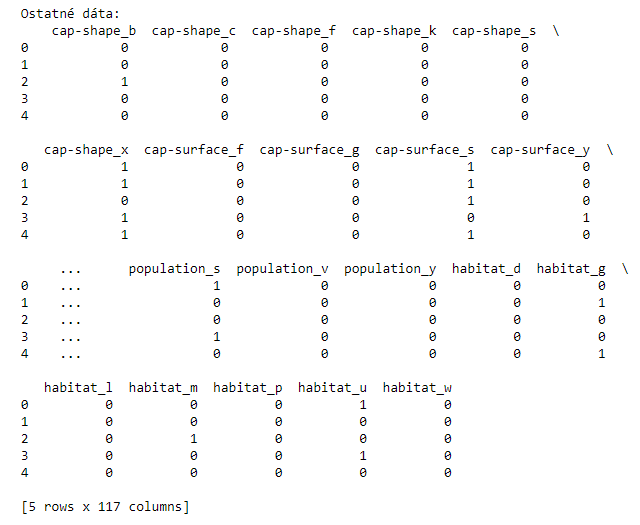 Ostatné dáta:
cap-shape_b cap-shape_c cap-shape_f cap-shape_k cap-shape_s \
0 0 0 0 0 0
1 0 0 0 0 0
2 1 0 0 0 0
3 0 0 0 0 0
4 0 0 0 0 0
cap-shape_x cap-surface_f cap-surface_g cap-surface_s cap-surface_y \
0 1 0 0 1 0
1 1 0 0 1 0
2 0 0 0 1 0
3 1 0 0 0 1
4 1 0 0 1 0
... population_s population_v population_y habitat_d habitat_g \
0 ... 1 0 0 0 0
1 ... 0 0 0 0 1
2 ... 0 0 0 0 0
3 ... 1 0 0 0 0
4 ... 0 0 0 0 1
habitat_l habitat_m habitat_p habitat_u habitat_w
0 0 0 0 1 0
1 0 0 0 0 0
2 0 1 0 0 0
3 0 0 0 1 0
4 0 0 0 0 0
[5 rows x 117 columns]